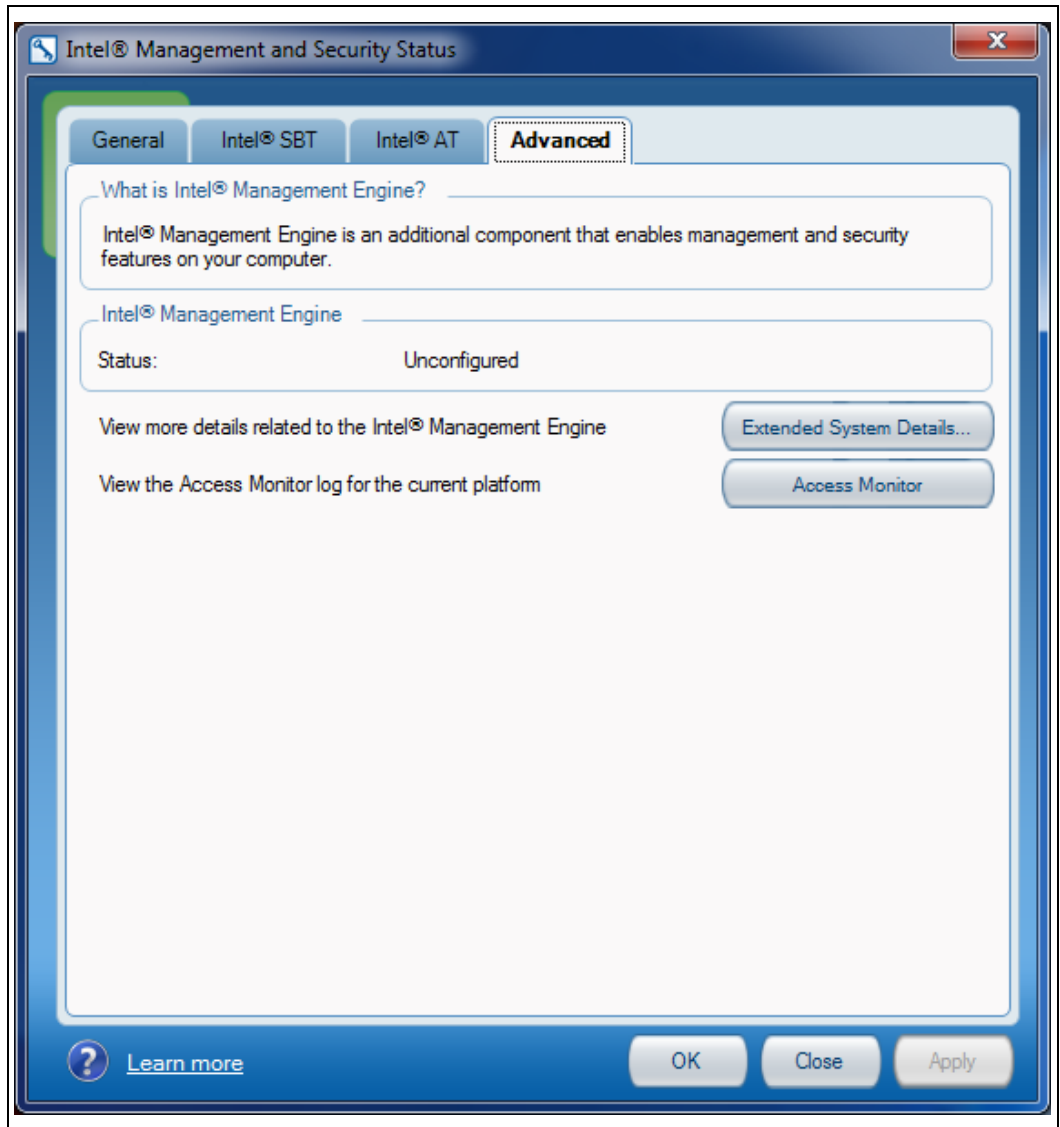 Intel® Management and Security Status
General Intel® SBT Intel® AT Advanced
What is Intel® Management Engine?
Intel® Management Engine is an additional component that enables management and security
features on your computer.
Intel® Management Engine
Status: Unconfigured
View more details related to the Intel® Management Engine Extended System Details...
View the Access Monitor log for the current platform Access Monitor
? Learn more OK Close Apply